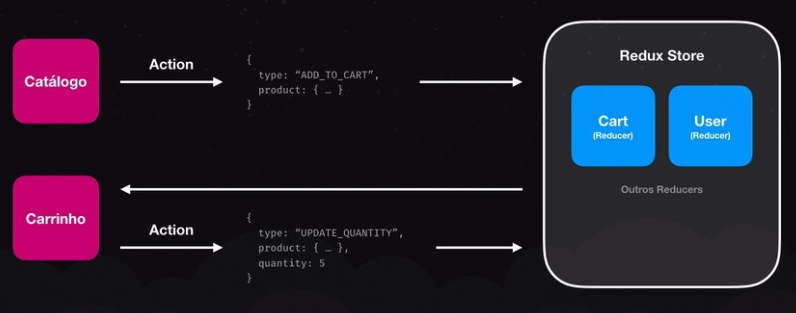 Catálogo
Action
{
  type: “ADD_TO_CART”,
  product: { … }
}
Redux Store
Cart
(Reducer)
User
(Reducer)
Outros Reducers
Carrinho
Action
{
  type: “UPDATE_QUANTITY”,
  product: { … },
  quantity: 5
}